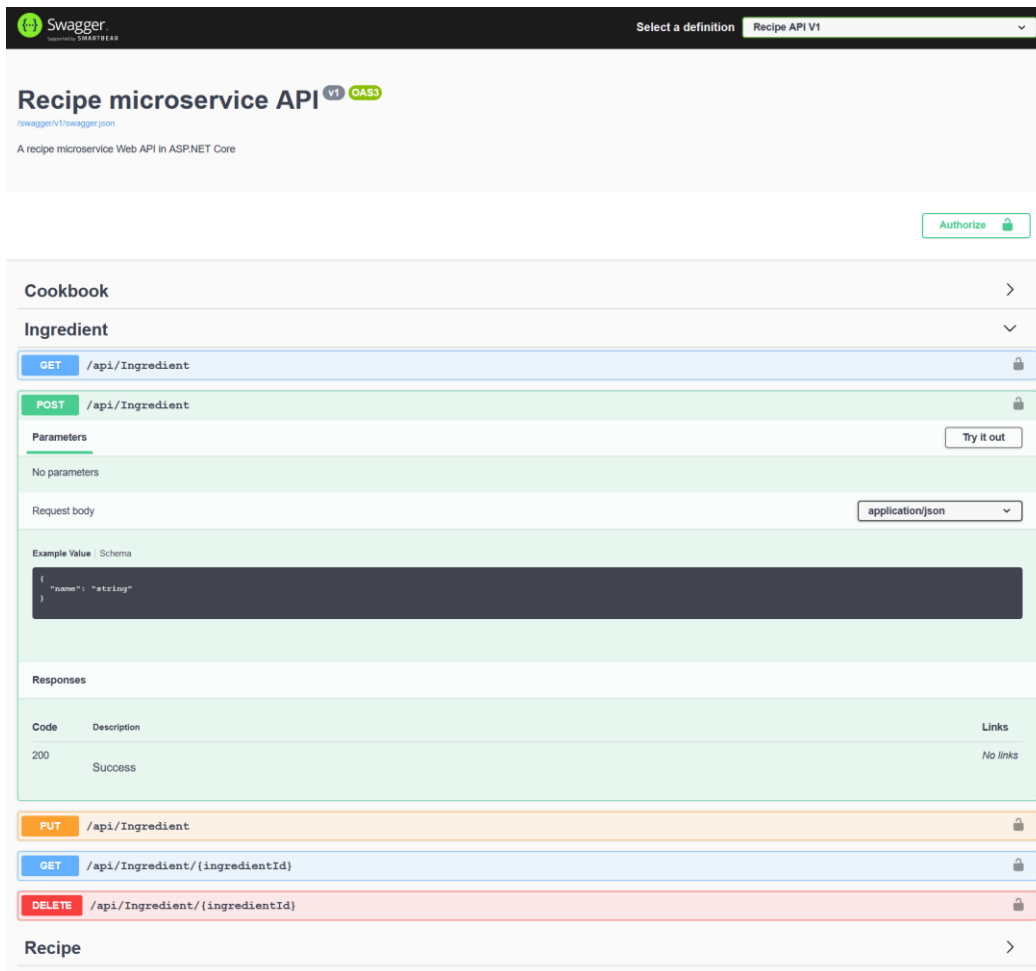 Swagger.
Supported by SMARTBEAR
Select a definition Recipe API V1
Recipe microservice API v1 OAS3
/swagger/v1/swagger.json
A recipe microservice Web API in ASP.NET Core
Authorize
Cookbook
Ingredient
GET /api/Ingredient
POST /api/Ingredient
Parameters Try it out
No parameters
Request body application/json
Example Value | Schema
{
"name": "string"
}
Responses
Code Description Links
200 Success No links
PUT /api/Ingredient
GET /api/Ingredient/{ingredientId}
DELETE /api/Ingredient/{ingredientId}
Recipe